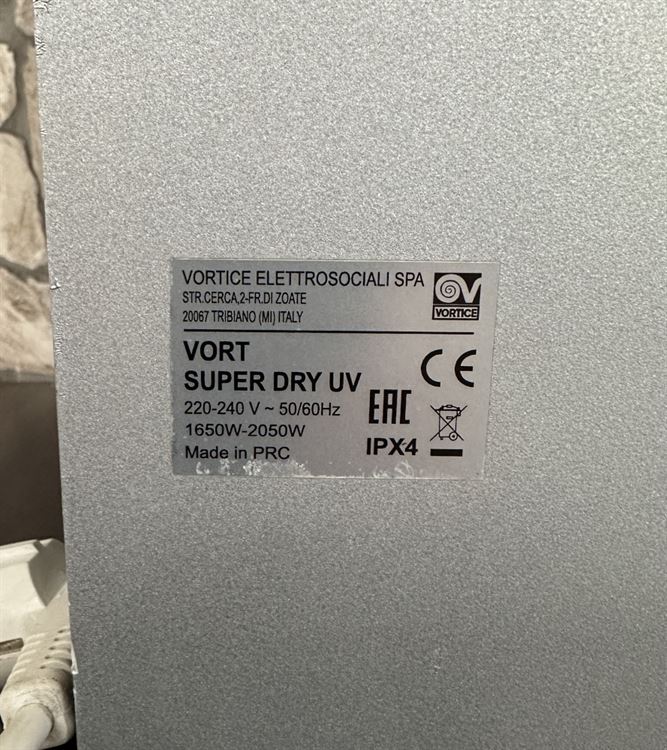 VORTICE ELETTROSOCIALI SPA
STR.CERCA,2-FR.DI ZOATE
20067 TRIBIANO (MI) ITALY
VORTICE
VORT
SUPER DRY UV
220-240 V ~ 50/60Hz
1650W-2050W
Made in PRC
CE
EAC
IPX4